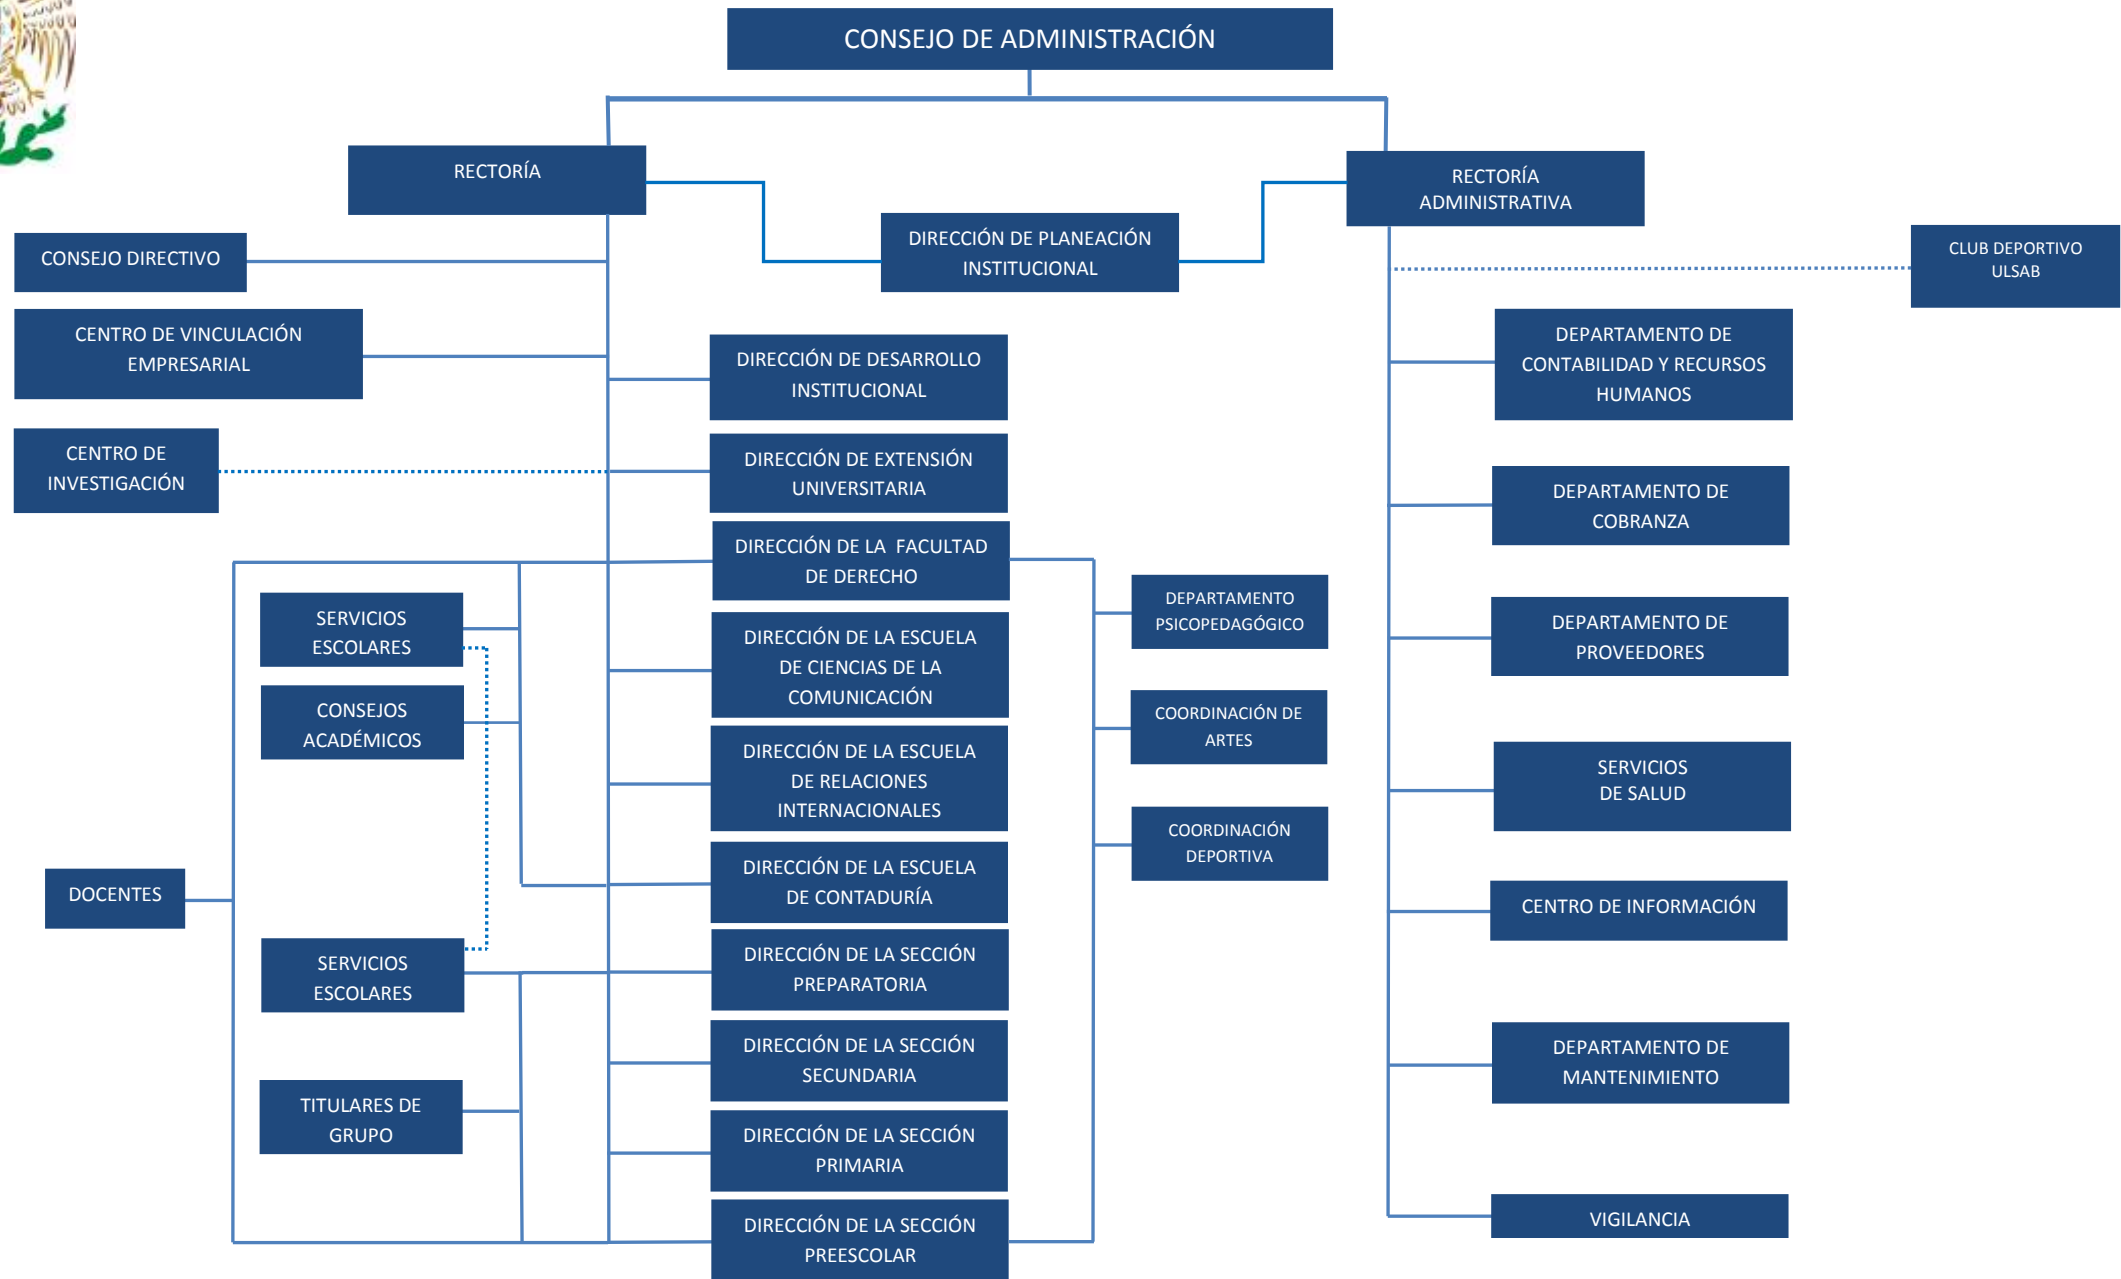 CONSEJO DE ADMINISTRACIÓN
RECTORÍA
RECTORÍA
ADMINISTRATIVA
DIRECCIÓN DE PLANEACIÓN
INSTITUCIONAL
CONSEJO DIRECTIVO
CLUB DEPORTIVO
ULSAB
CENTRO DE VINCULACIÓN
EMPRESARIAL
CENTRO DE
INVESTIGACIÓN
DIRECCIÓN DE DESARROLLO
INSTITUCIONAL
DIRECCIÓN DE EXTENSIÓN
UNIVERSITARIA
DIRECCIÓN DE LA FACULTAD
DE DERECHO
DIRECCIÓN DE LA ESCUELA
DE CIENCIAS DE LA
COMUNICACIÓN
DIRECCIÓN DE LA ESCUELA
DE RELACIONES
INTERNACIONALES
DIRECCIÓN DE LA ESCUELA
DE CONTADURÍA
DIRECCIÓN DE LA SECCIÓN
PREPARATORIA
DIRECCIÓN DE LA SECCIÓN
SECUNDARIA
DIRECCIÓN DE LA SECCIÓN
PRIMARIA
DIRECCIÓN DE LA SECCIÓN
PREESCOLAR
SERVICIOS
ESCOLARES
CONSEJOS
ACADÉMICOS
DOCENTES
SERVICIOS
ESCOLARES
TITULARES DE
GRUPO
DEPARTAMENTO
PSICOPEDAGÓGICO
COORDINACIÓN DE
ARTES
COORDINACIÓN
DEPORTIVA
DEPARTAMENTO DE
CONTABILIDAD Y RECURSOS
HUMANOS
DEPARTAMENTO DE
COBRANZA
DEPARTAMENTO DE
PROVEEDORES
SERVICIOS
DE SALUD
CENTRO DE INFORMACIÓN
DEPARTAMENTO DE
MANTENIMIENTO
VIGILANCIA